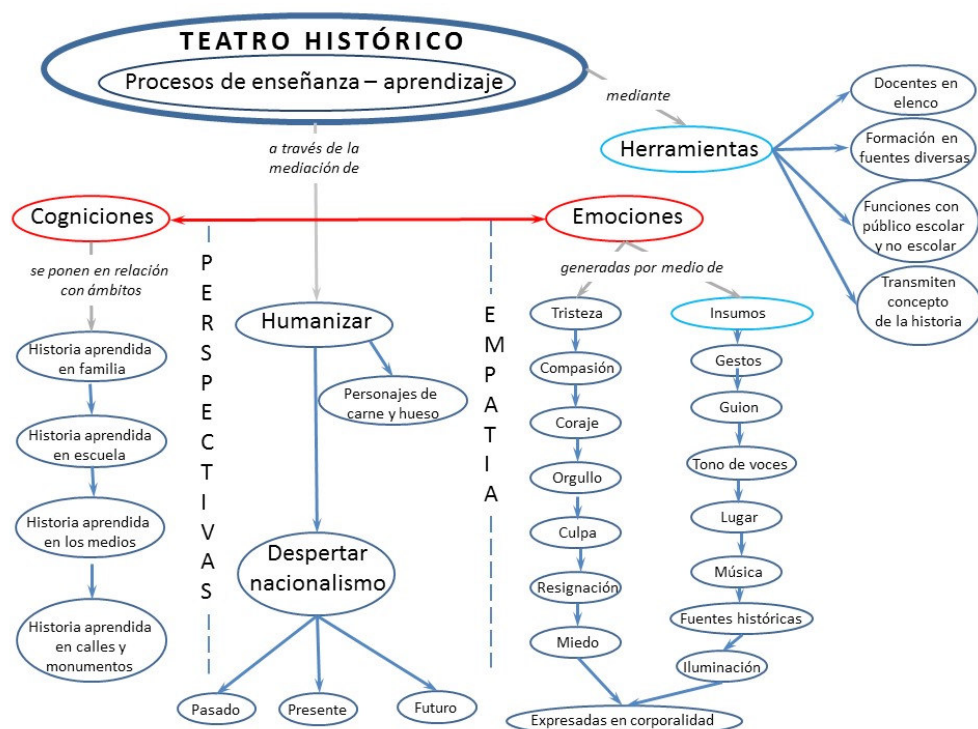 TEATRO HISTÓRICO
Procesos de enseñanza – aprendizaje
mediante
Herramientas
Docentes en
elenco
Formación en
fuentes diversas
Funciones con
público escolar
y no escolar
Transmiten
concepto
de la historia
a través de la
mediación de
Cogniciones
Emociones
se ponen en relación
con ámbitos
Historia aprendida
en familia
Historia aprendida
en escuela
Historia aprendida
en los medios
Historia aprendida
en calles y
monumentos
PERSPECTIVAS
Humanizar
Personajes de
carne y hueso
Despertar
nacionalismo
Pasado
Presente
Futuro
EMPATIA
generadas por medio de
Tristeza
Compasión
Coraje
Orgullo
Culpa
Resignación
Miedo
Insumos
Gestos
Guion
Tono de voces
Lugar
Música
Fuentes históricas
Iluminación
Expresadas en corporalidad